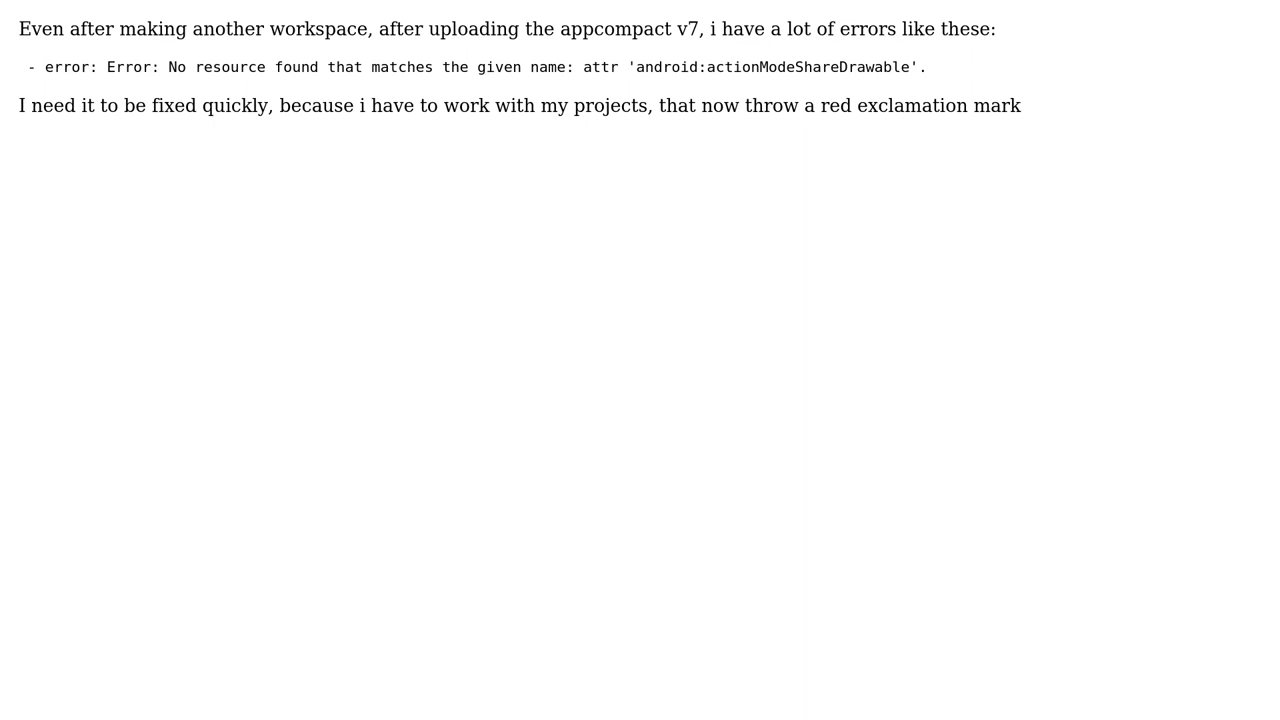 Even after making another workspace, after uploading the appcompact v7, i have a lot of errors like these:
- error: Error: No resource found that matches the given name: attr 'android:actionModeShareDrawable'.
I need it to be fixed quickly, because i have to work with my projects, that now throw a red exclamation mark